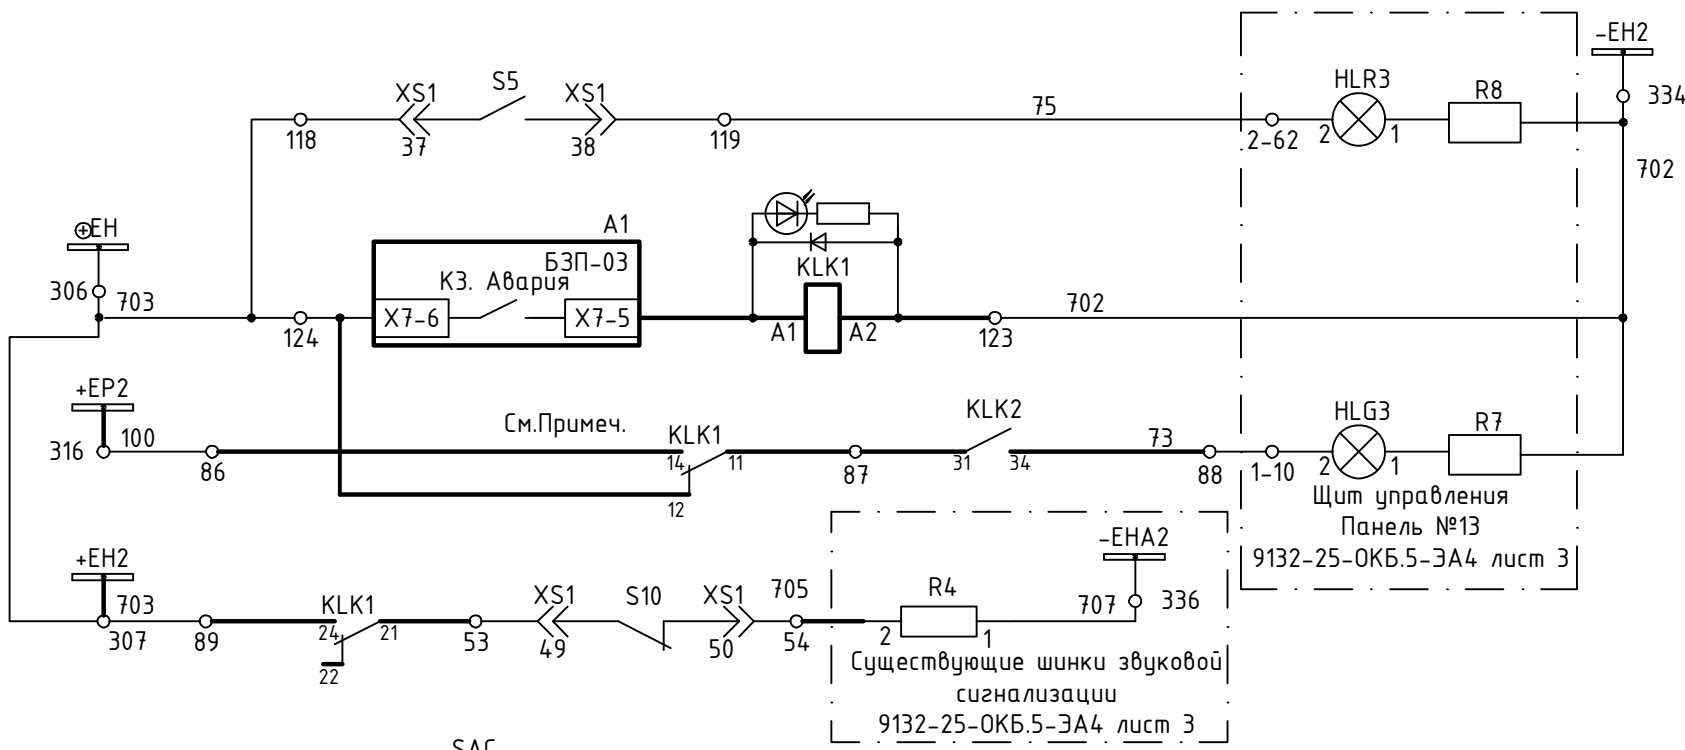 -EH2
HLR3
R8
334
XS1
S5
XS1
75
118
37
38
119
2-62
2
1
702
⊕EH
A1
БЗП-03
306
703
КЗ. Авария
KLK1
702
X7-6
X7-5
124
A1
A2
123
+EP2
См.Примеч.
KLK2
HLG3
R7
316
100
KLK1
73
86
14
11
87
31
34
88
1-10
2
1
12
Щит управления
Панель №13
9132-25-ОКБ.5-ЭА4 лист 3
+EH2
-EHA2
703
KLK1
XS1
S10
XS1
705
R4
707
336
307
89
24
21
53
49
50
54
2
1
22
Существующие шинки звуковой
сигнализации
9132-25-ОКБ.5-ЭА4 лист 3